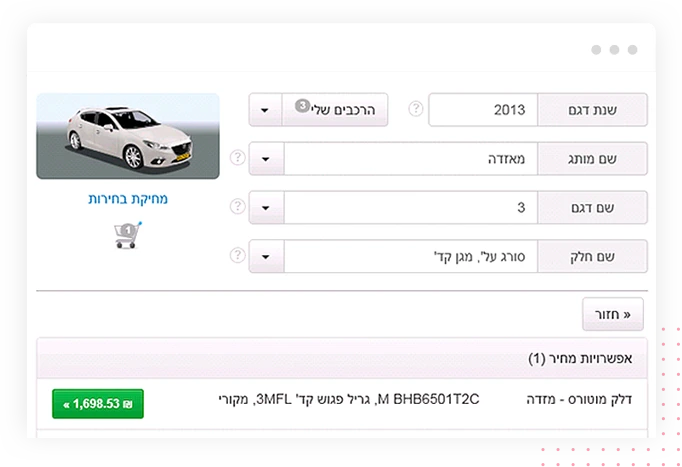 שנת דגם 2013 ? הרכבים שלי 3
שם מותג מאזדה ?
שם דגם 3 ?
שם חלק סורג על', מגן קד' ?
מחיקת בחירות
1
« חזור
אפשרויות מחיר (1)
דלק מוטורס - מזדה M BHB6501T2C, גריל פגוש קד' 3MFL, מקורי ₪ 1,698.53 »